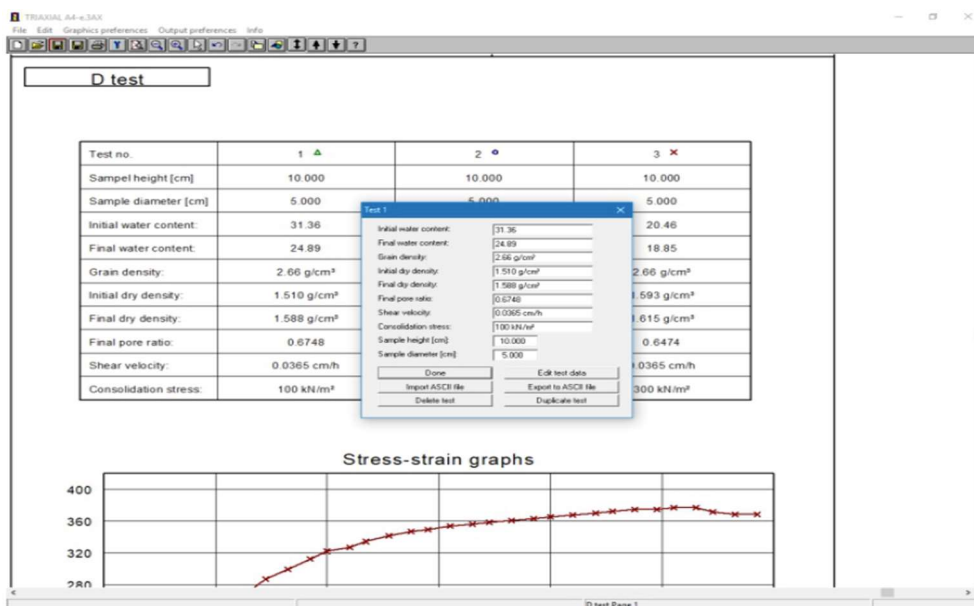 TRIAXIAL A4-e.3AX
File Edit Graphics preferences Output preferences Info
D test
Test no. 1 2 3
Sampel height [cm] 10.000 10.000 10.000
Sample diameter [cm] 5.000 5.000 5.000
Initial water content: 31.36 20.46
Final water content: 24.89 18.85
Grain density: 2.66 g/cm³ 2.66 g/cm³
Initial dry density: 1.510 g/cm³ 1.593 g/cm³
Final dry density: 1.588 g/cm³ 1.615 g/cm³
Final pore ratio: 0.6748 0.6474
Shear velocity: 0.0365 cm/h 0.0365 cm/h
Consolidation stress: 100 kN/m² 300 kN/m²
Test 1
Initial water content: 31.36
Final water content: 24.89
Grain density: 2.66 g/cm³
Initial dry density: 1.510 g/cm³
Final dry density: 1.588 g/cm³
Final pore ratio: 0.6748
Shear velocity: 0.0365 cm/h
Consolidation stress: 100 kN/m²
Sample height [cm]: 10.000
Sample diameter [cm]: 5.000
Done Edit test data
Import ASCII file Export to ASCII file
Delete test Duplicate test
Stress-strain graphs
400
360
320
280
D test Page 1